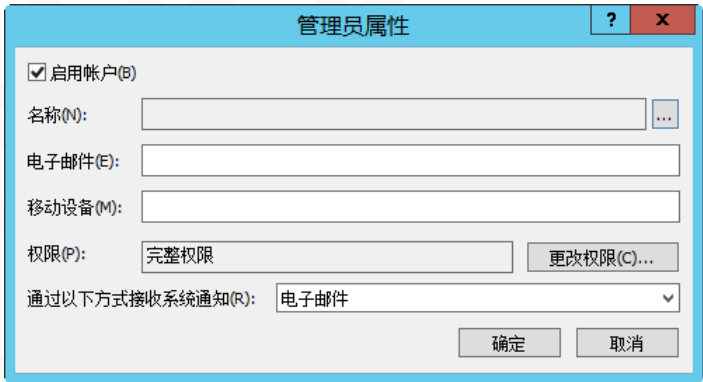 管理员属性
? x
启用帐户(B)
名称(N): ...
电子邮件(E):
移动设备(M):
权限(P): 完整权限 更改权限(C)...
通过以下方式接收系统通知(R): 电子邮件
确定 取消